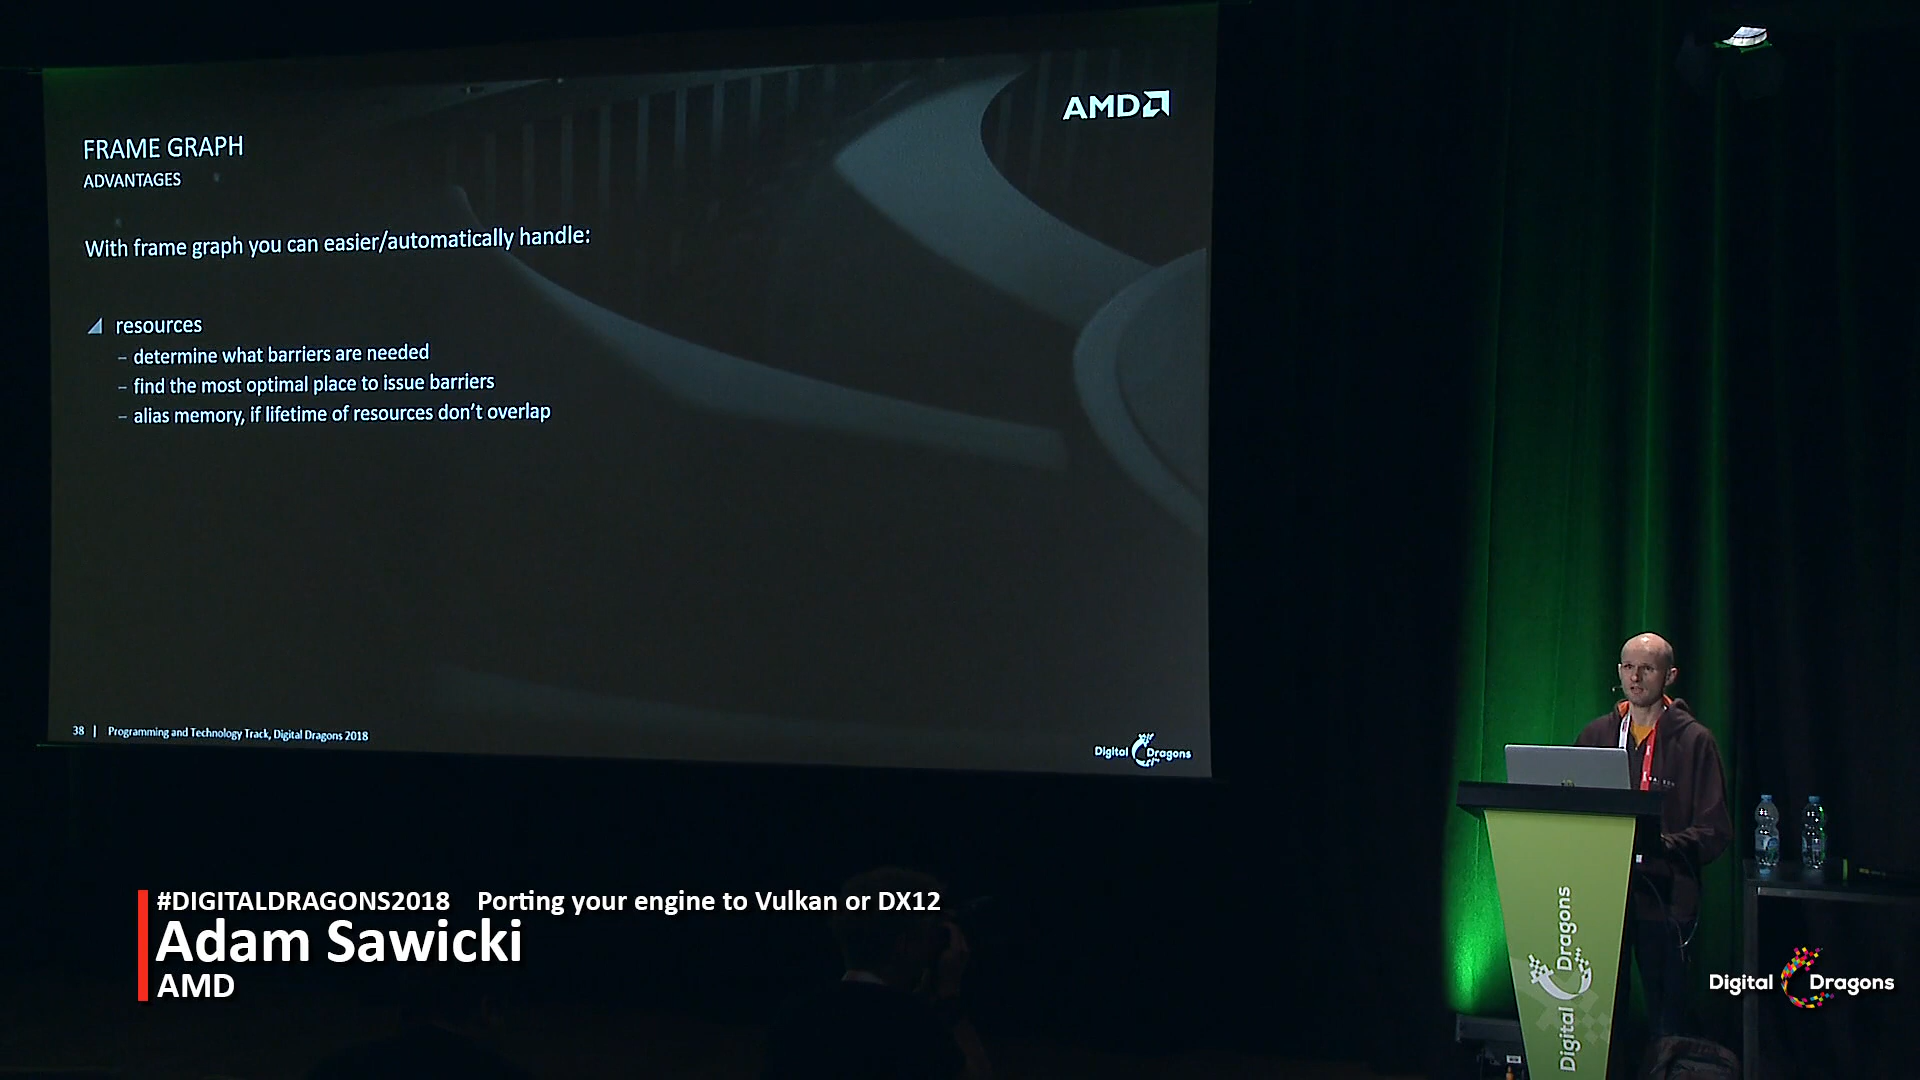 AMD
FRAME GRAPH
ADVANTAGES
With frame graph you can easier/automatically handle:
resources
– determine what barriers are needed
– find the most optimal place to issue barriers
– alias memory, if lifetime of resources don't overlap
38 | Programming and Technology Track, Digital Dragons 2018
Digital Dragons
#DIGITALDRAGONS2018 Porting your engine to Vulkan or DX12
Adam Sawicki
AMD
Digital Dragons
Digital Dragons